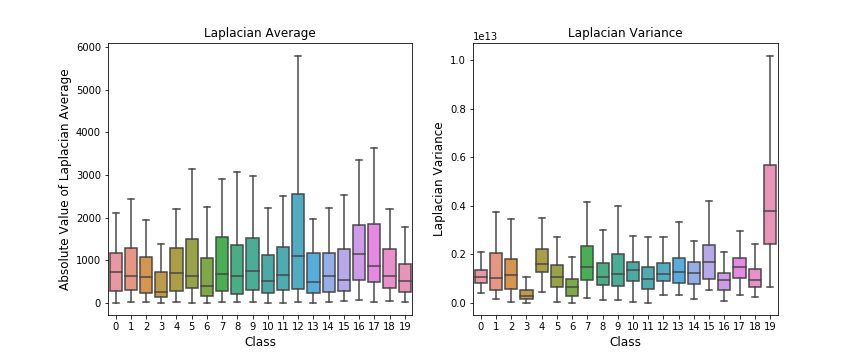 Laplacian Average
Absolute Value of Laplacian Average
6000
5000
4000
3000
2000
1000
0
0 1 2 3 4 5 6 7 8 9 10 11 12 13 14 15 16 17 18 19
Class
Laplacian Variance
1e13
Laplacian Variance
1.0
0.8
0.6
0.4
0.2
0.0
0 1 2 3 4 5 6 7 8 9 10 11 12 13 14 15 16 17 18 19
Class